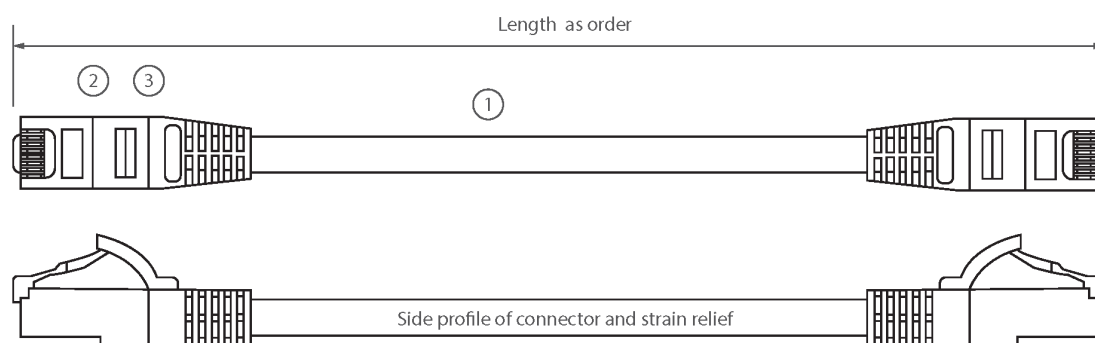 Length as order
2 3
1
Side profile of connector and strain relief